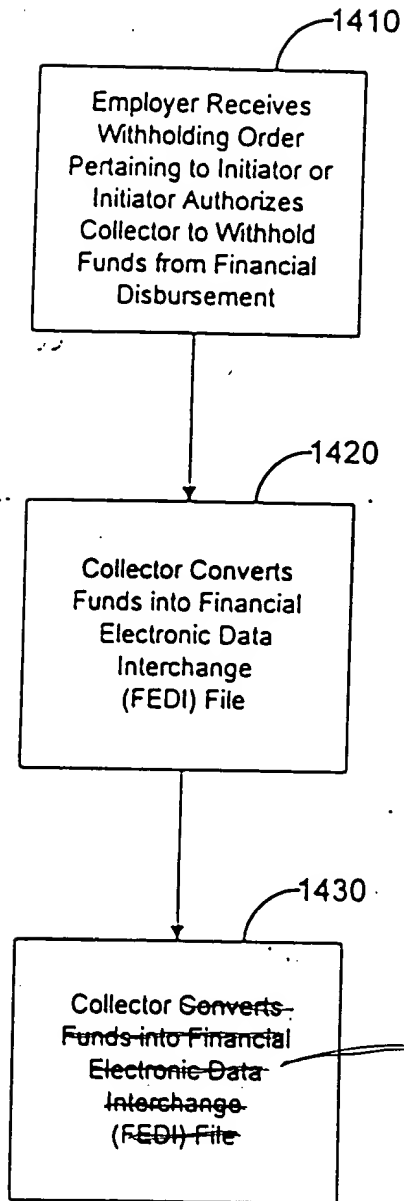 1410
Employer Receives
Withholding Order
Pertaining to Initiator or
Initiator Authorizes
Collector to Withhold
Funds from Financial
Disbursement
1420
Collector Converts
Funds into Financial
Electronic Data
Interchange
(FEDI) File
1430
Collector Converts
Funds into Financial
Electronic Data
Interchange
(FEDI) File